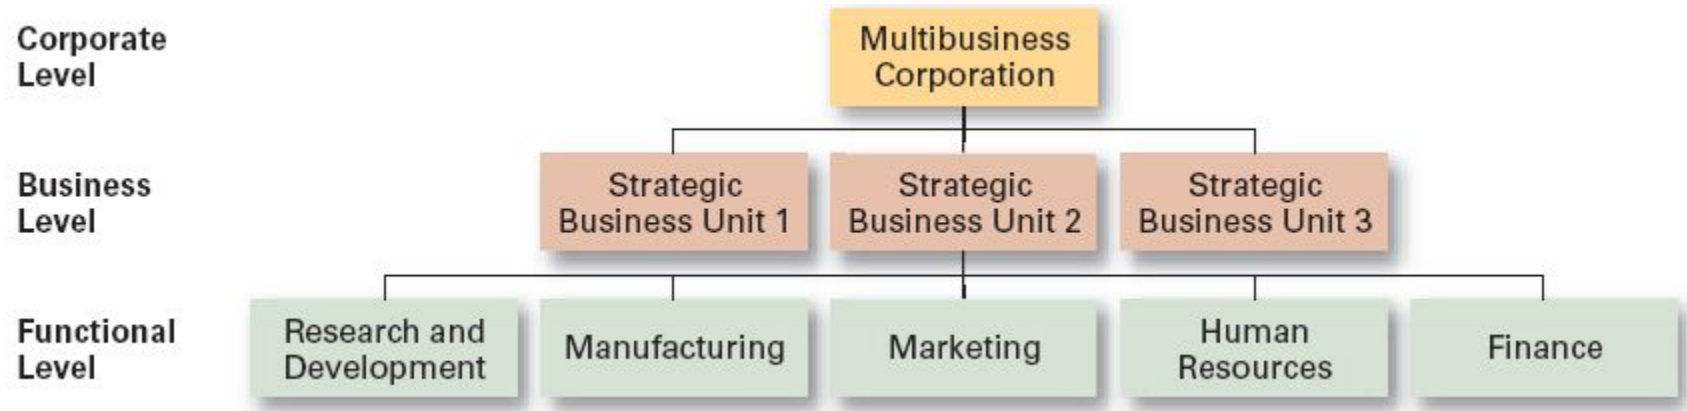 Corporate
Level
Multibusiness
Corporation
Business
Level
Strategic
Business Unit 1
Strategic
Business Unit 2
Strategic
Business Unit 3
Functional
Level
Research and
Development
Manufacturing
Marketing
Human
Resources
Finance